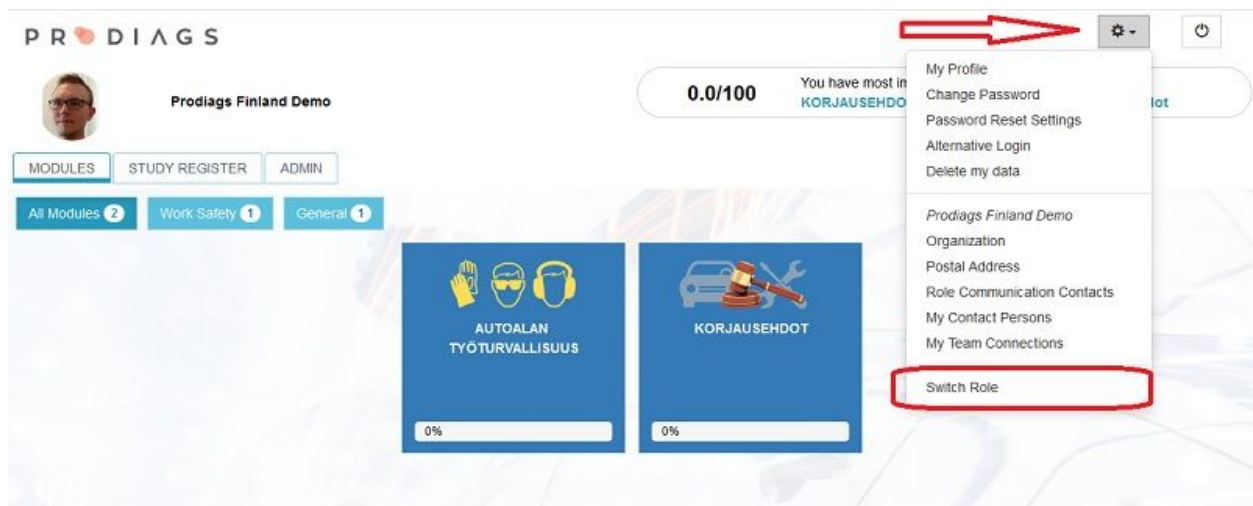 PRODIAGS
Prodiags Finland Demo
0.0/100
You have most im
KORJAUSEHDO
lot
MODULES
STUDY REGISTER
ADMIN
All Modules 2
Work Safety 1
General 1
AUTOALAN
TYÖTURVALLISUUS
0%
KORJAUSEHDOT
0%
My Profile
Change Password
Password Reset Settings
Alternative Login
Delete my data
Prodiags Finland Demo
Organization
Postal Address
Role Communication Contacts
My Contact Persons
My Team Connections
Switch Role